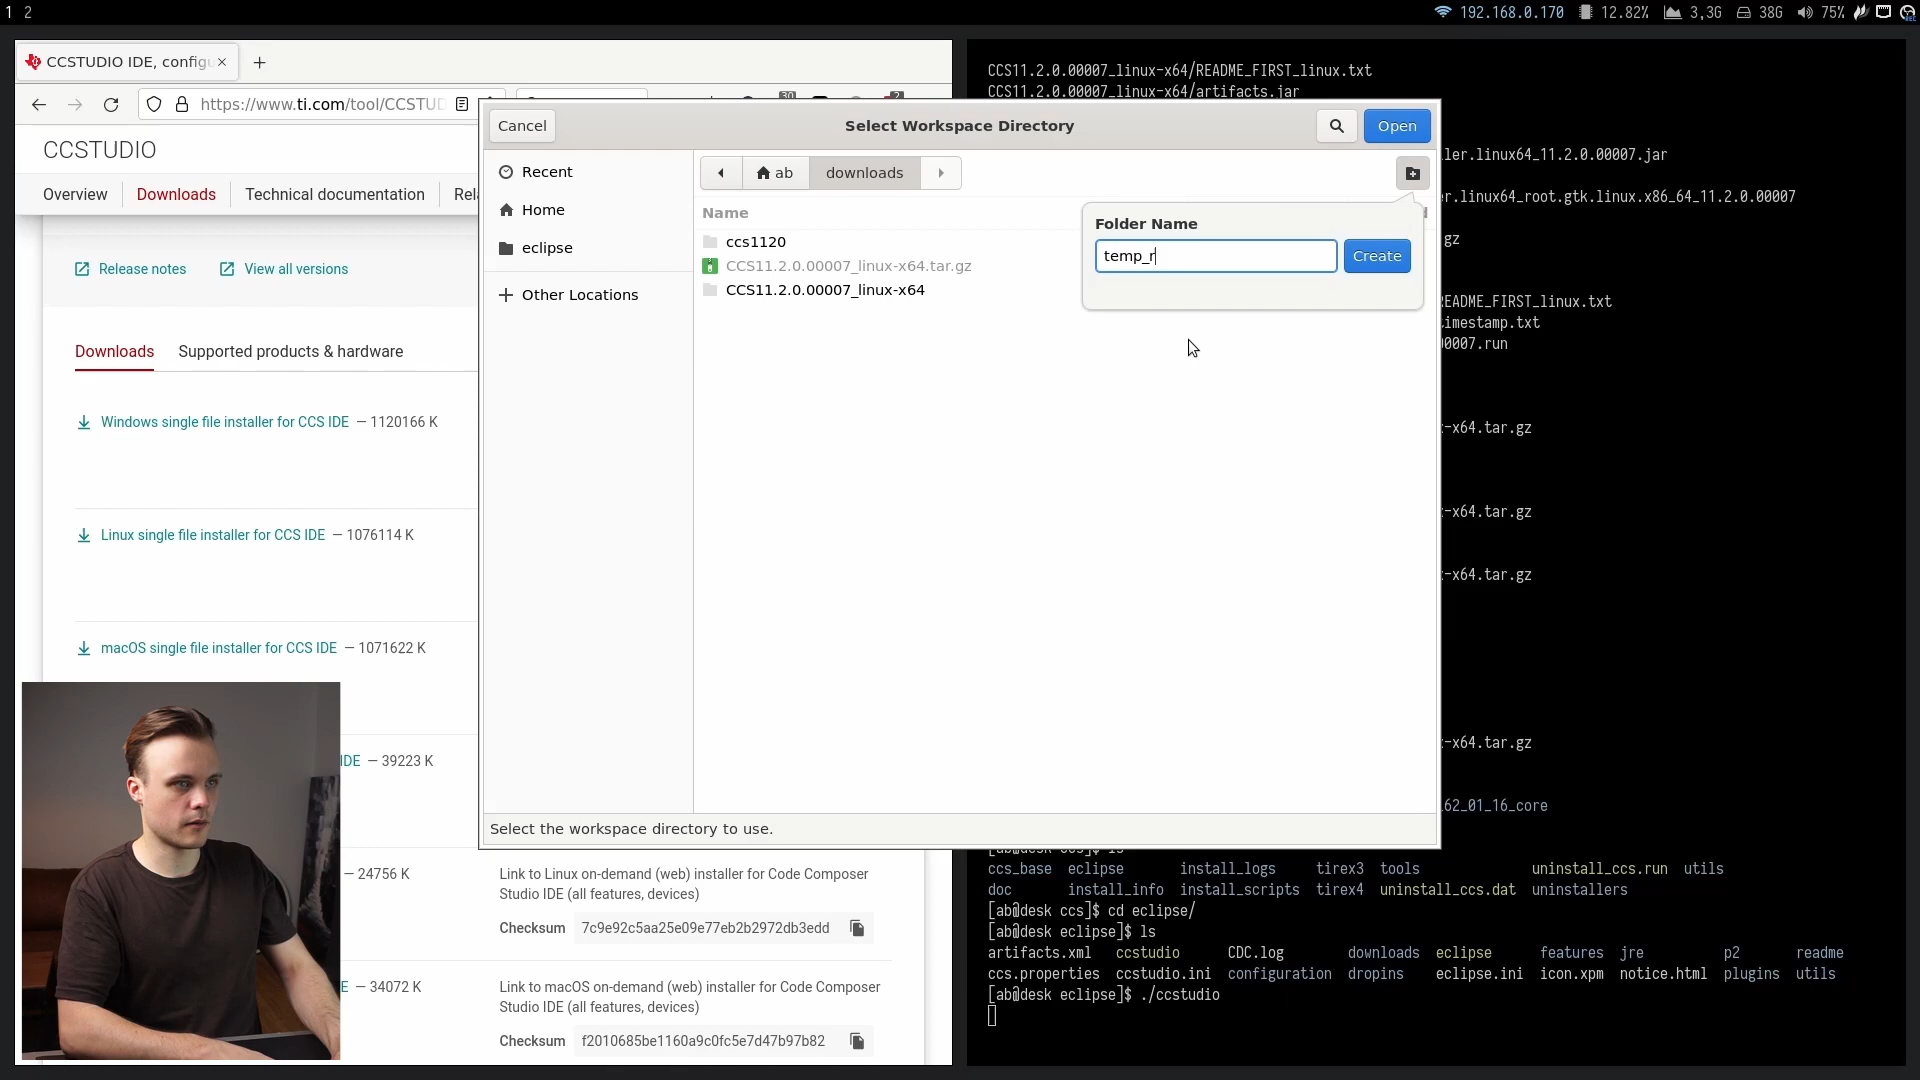 1 2
192.168.0.170 12.82% 3,3G 38G 75%
CCSTUDIO IDE, config
https://www.ti.com/tool/CCSTUD
30
2
CCSTUDIO
Overview Downloads Technical documentation Rel
Release notes View all versions
Downloads Supported products & hardware
Windows single file installer for CCS IDE — 1120166 K
Linux single file installer for CCS IDE — 1076114 K
macOS single file installer for CCS IDE — 1071622 K
IDE — 39223 K
— 24756 K
Link to Linux on-demand (web) installer for Code Composer
Studio IDE (all features, devices)
Checksum 7c9e92c5aa25e09e77eb2b2972db3edd
E — 34072 K
Link to macOS on-demand (web) installer for Code Composer
Studio IDE (all features, devices)
Checksum f2010685be1160a9c0fc5e7d47b97b82
Cancel
Select Workspace Directory
Open
Recent
Home
eclipse
Other Locations
ab downloads
Name
ccs1120
CCS11.2.0.00007_linux-x64.tar.gz
CCS11.2.0.00007_linux-x64
Folder Name
temp_r
Create
Select the workspace directory to use.
CCS11.2.0.00007_linux-x64/README_FIRST_linux.txt
CCS11.2.0.00007_linux-x64/artifacts.jar
ler.linux64_11.2.0.00007.jar
r.linux64_root.gtk.linux.x86_64_11.2.0.00007
gz
README_FIRST_linux.txt
imestamp.txt
0007.run
-x64.tar.gz
-x64.tar.gz
-x64.tar.gz
-x64.tar.gz
62_01_16_core
[ab@desk ccs]$ ls
ccs_base eclipse install_logs tirex3 tools uninstall_ccs.run utils
doc install_info install_scripts tirex4 uninstall_ccs.dat uninstallers
[ab@desk ccs]$ cd eclipse/
[ab@desk eclipse]$ ls
artifacts.xml ccstudio CDC.log downloads eclipse features jre p2 readme
ccs.properties ccstudio.ini configuration dropins eclipse.ini icon.xpm notice.html plugins utils
[ab@desk eclipse]$ ./ccstudio